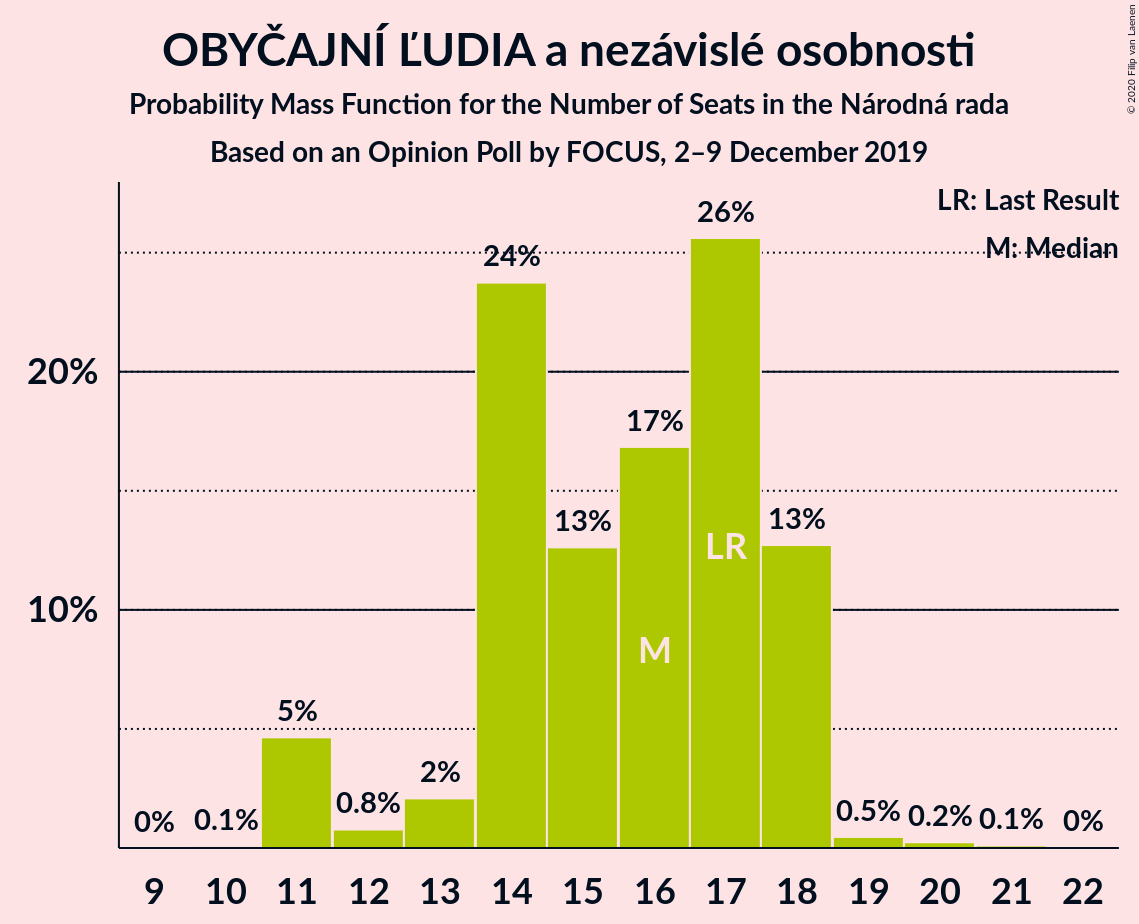 OBYČAJNÍ ĽUDIA a nezávislé osobnosti
Probability Mass Function for the Number of Seats in the Národná rada
Based on an Opinion Poll by FOCUS, 2–9 December 2019
© 2020 Filip van Laenen
LR: Last Result
M: Median
26%
24%
20%
17%
13%
13%
LR
10%
M
5%
2%
0.8%
0% 0.1% 0.5% 0.2% 0.1% 0%
9 10 11 12 13 14 15 16 17 18 19 20 21 22